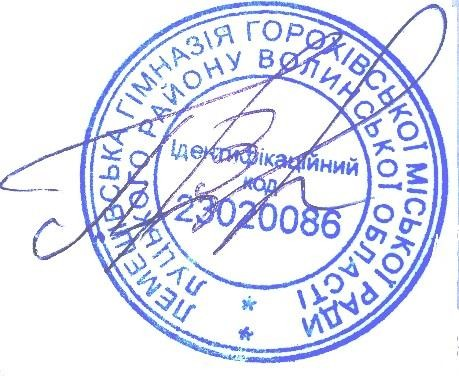 ЛЕМЕШІВСЬКА ГІМНАЗІЯ ГОРОХІВСЬКОЇ МІСЬКОЇ РАДИ
ЛУЦЬКОГО РАЙОНУ ВОЛИНСЬКОЇ ОБЛАСТІ
Ідентифікаційний
код
23020086
* *